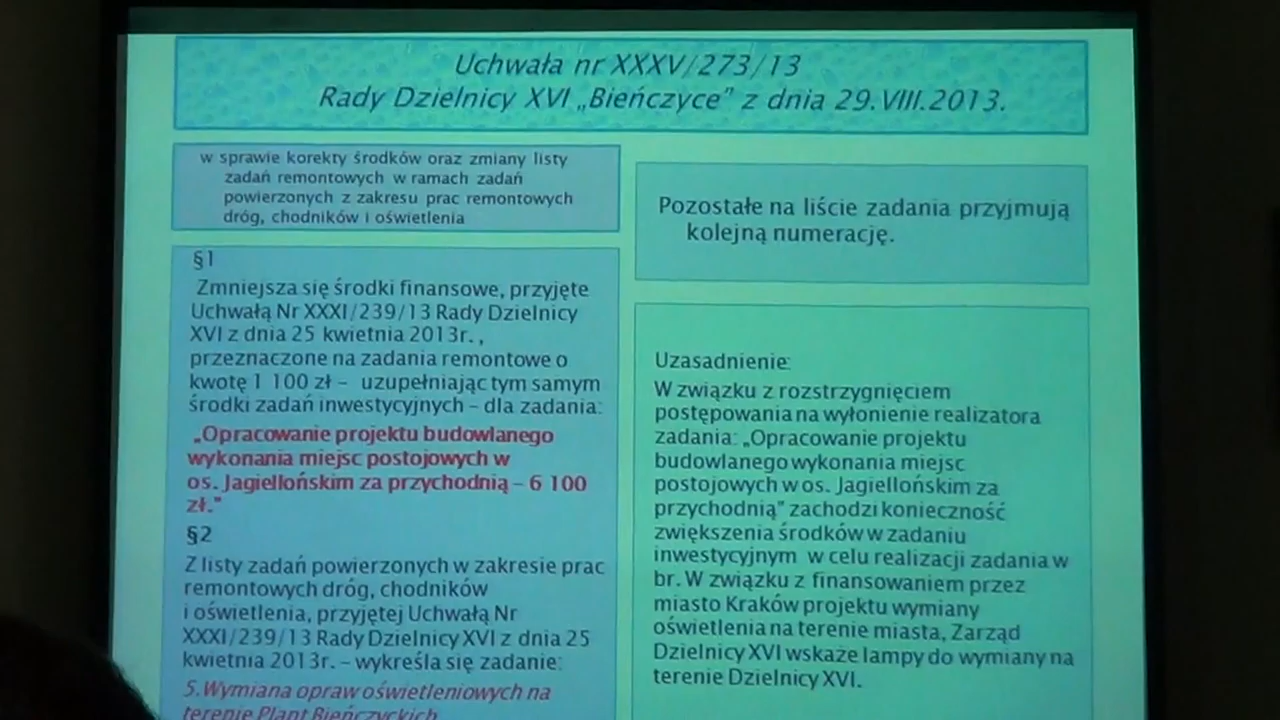 Uchwała nr XXXV/273/13
Rady Dzielnicy XVI „Bieńczyce” z dnia 29.VIII.2013.
w sprawie korekty środków oraz zmiany listy
zadań remontowych w ramach zadań
powierzonych z zakresu prac remontowych
dróg, chodników i oświetlenia
§1
Zmniejsza się środki finansowe, przyjęte
Uchwałą Nr XXXI/239/13 Rady Dzielnicy
XVI z dnia 25 kwietnia 2013r. ,
przeznaczone na zadania remontowe o
kwotę 1 100 zł – uzupełniając tym samym
środki zadań inwestycyjnych – dla zadania:
„Opracowanie projektu budowlanego
wykonania miejsc postojowych w
os. Jagiellońskim za przychodnią – 6 100
zł.”
§2
Z listy zadań powierzonych w zakresie prac
remontowych dróg, chodników
i oświetlenia, przyjętej Uchwałą Nr
XXXI/239/13 Rady Dzielnicy XVI z dnia 25
kwietnia 2013r. – wykreśla się zadanie:
5.Wymiana opraw oświetleniowych na
terenie Plant Bieńczyckich
Pozostałe na liście zadania przyjmują
kolejną numerację.
Uzasadnienie:
W związku z rozstrzygnięciem
postępowania na wyłonienie realizatora
zadania: „Opracowanie projektu
budowlanego wykonania miejsc
postojowych w os. Jagiellońskim za
przychodnią” zachodzi konieczność
zwiększenia środków w zadaniu
inwestycyjnym w celu realizacji zadania w
br. W związku z finansowaniem przez
miasto Kraków projektu wymiany
oświetlenia na terenie miasta, Zarząd
Dzielnicy XVI wskaże lampy do wymiany na
terenie Dzielnicy XVI.